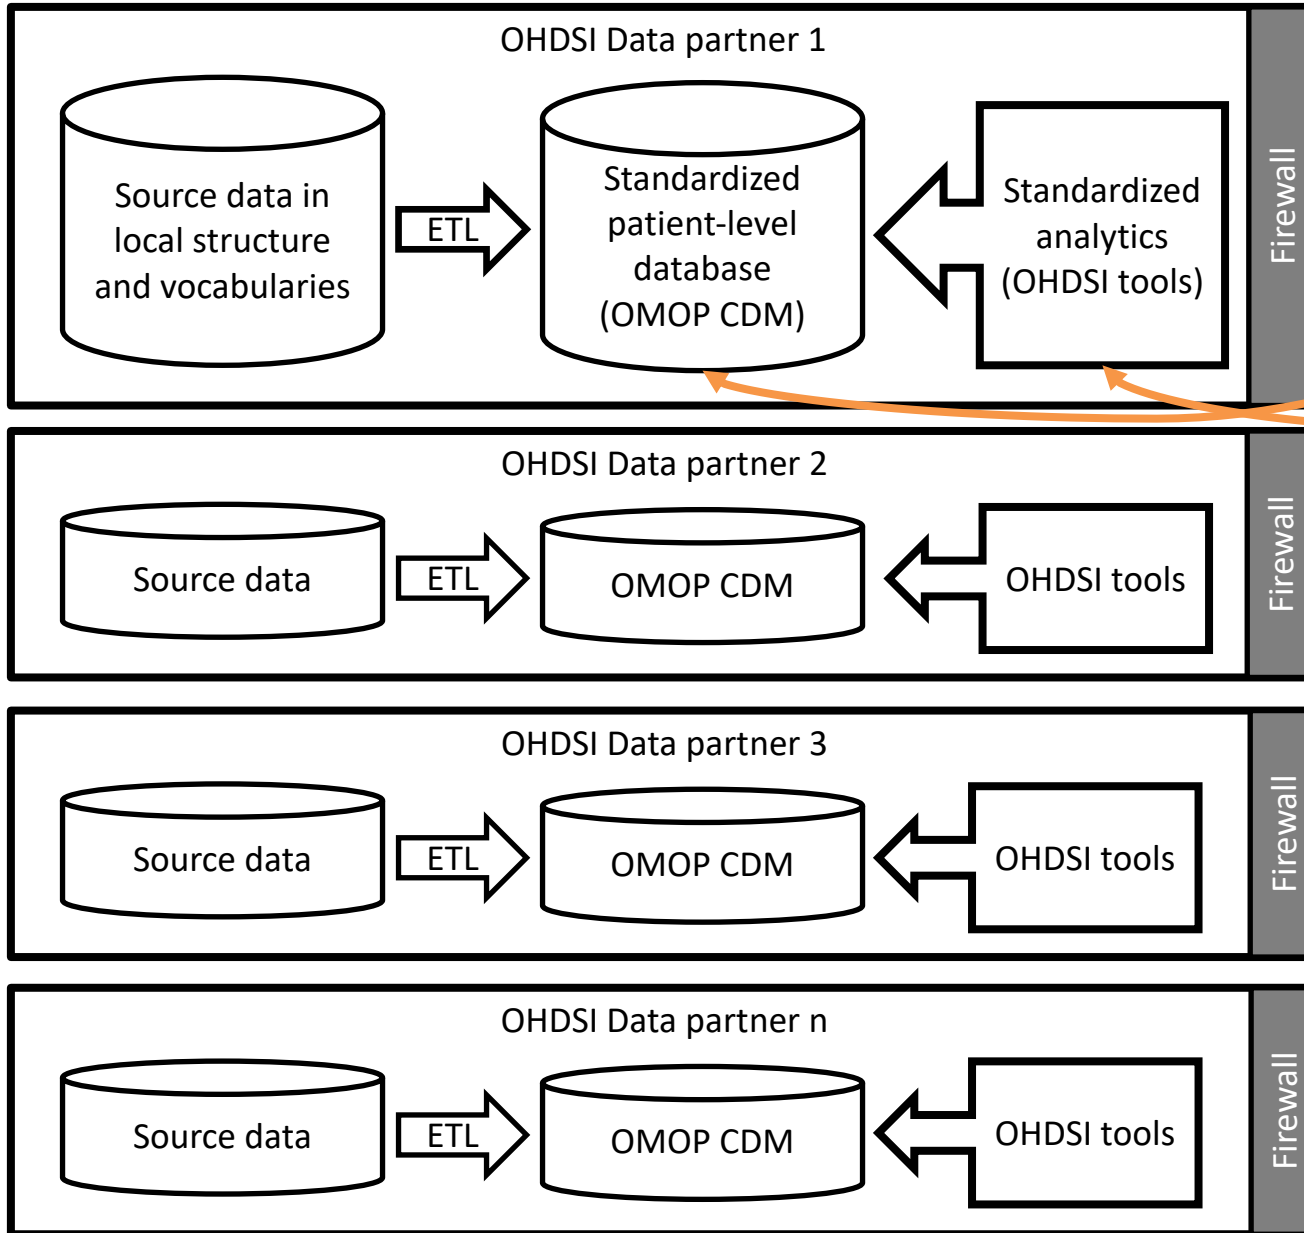 OHDSI Data partner 1
Source data in
local structure
and vocabularies
ETL
Standardized
patient-level
database
(OMOP CDM)
Standardized
analytics
(OHDSI tools)
Firewall
OHDSI Data partner 2
Source data
ETL
OMOP CDM
OHDSI tools
Firewall
OHDSI Data partner 3
Source data
ETL
OMOP CDM
OHDSI tools
Firewall
OHDSI Data partner n
Source data
ETL
OMOP CDM
OHDSI tools
Firewall